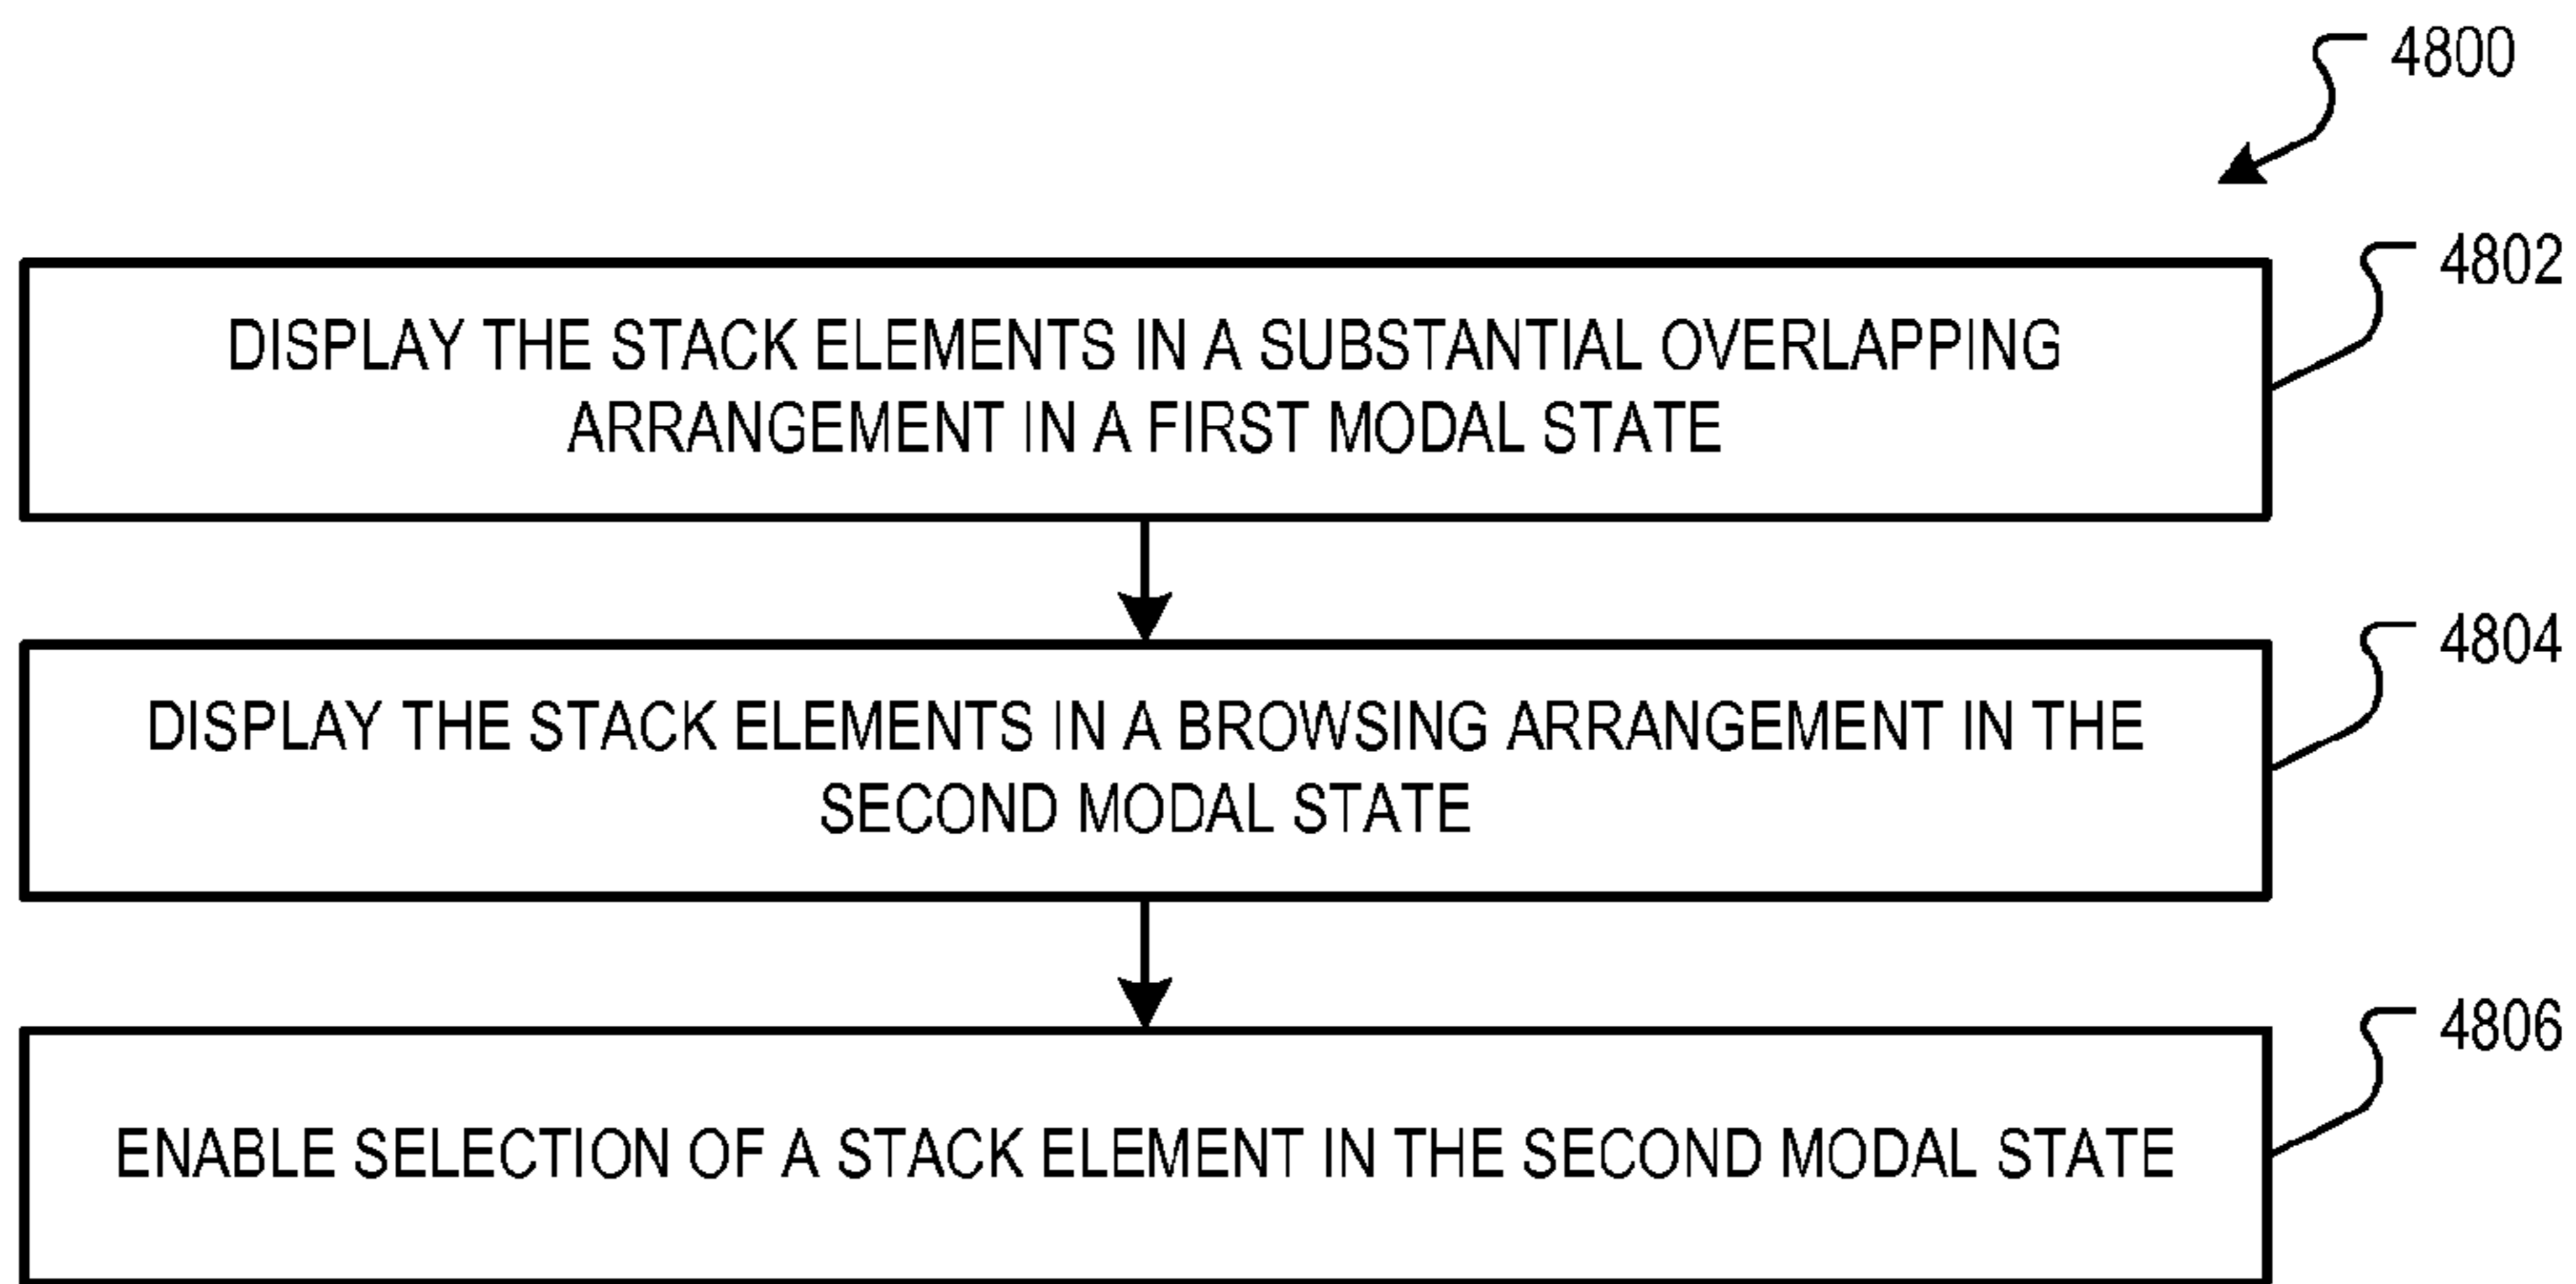 4800
4802
DISPLAY THE STACK ELEMENTS IN A SUBSTANTIAL OVERLAPPING
ARRANGEMENT IN A FIRST MODAL STATE
4804
DISPLAY THE STACK ELEMENTS IN A BROWSING ARRANGEMENT IN THE
SECOND MODAL STATE
4806
ENABLE SELECTION OF A STACK ELEMENT IN THE SECOND MODAL STATE